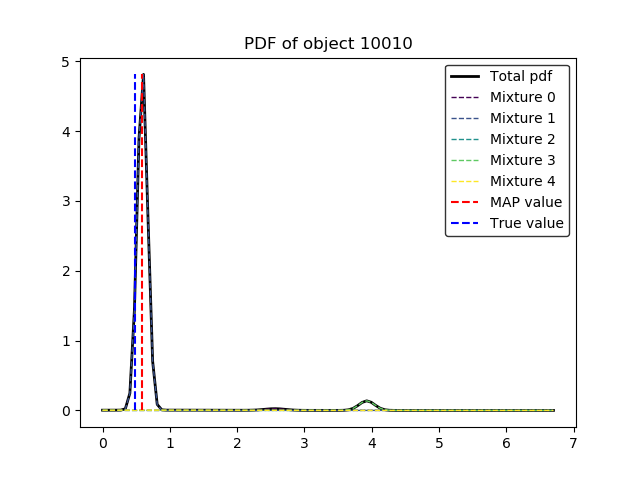 PDF of object 10010
5
4
3
2
1
0
0 1 2 3 4 5 6 7
Total pdf
Mixture 0
Mixture 1
Mixture 2
Mixture 3
Mixture 4
MAP value
True value